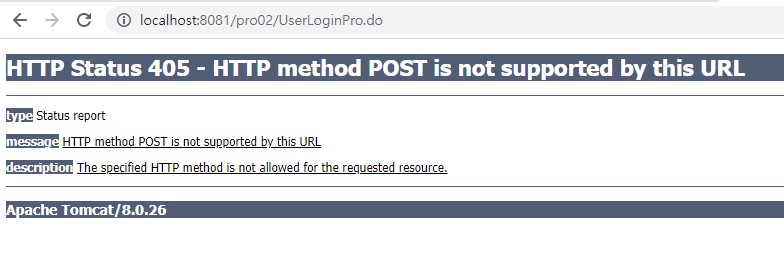 localhost:8081/pro02/UserLoginPro.do
HTTP Status 405 - HTTP method POST is not supported by this URL
type Status report
message HTTP method POST is not supported by this URL
description The specified HTTP method is not allowed for the requested resource.
Apache Tomcat/8.0.26